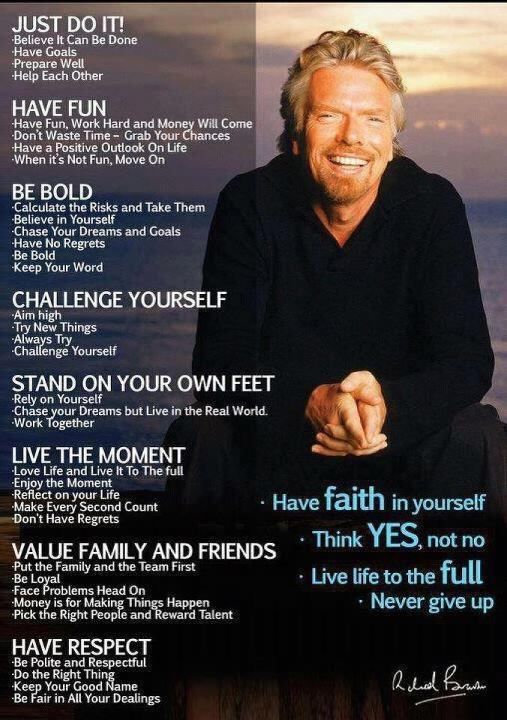 JUST DO IT!
·Believe It Can Be Done
·Have Goals
·Prepare Well
·Help Each Other
HAVE FUN
·Have Fun, Work Hard and Money Will Come
·Don't Waste Time – Grab Your Chances
·Have a Positive Outlook On Life
·When it's Not Fun, Move On
BE BOLD
·Calculate the Risks and Take Them
·Believe in Yourself
·Chase Your Dreams and Goals
·Have No Regrets
·Be Bold
·Keep Your Word
CHALLENGE YOURSELF
·Aim high
·Try New Things
·Always Try
·Challenge Yourself
STAND ON YOUR OWN FEET
·Rely on Yourself
·Chase your Dreams but Live in the Real World.
·Work Together
LIVE THE MOMENT
·Love Life and Live It To The full
·Enjoy the Moment
·Reflect on your Life
·Make Every Second Count
·Don't Have Regrets
VALUE FAMILY AND FRIENDS
·Put the Family and the Team First
·Be Loyal
·Face Problems Head On
·Money is for Making Things Happen
·Pick the Right People and Reward Talent
HAVE RESPECT
·Be Polite and Respectful
·Do the Right Thing
·Keep Your Good Name
·Be Fair in All Your Dealings
· Have faith in yourself
· Think YES, not no
· Live life to the full
· Never give up